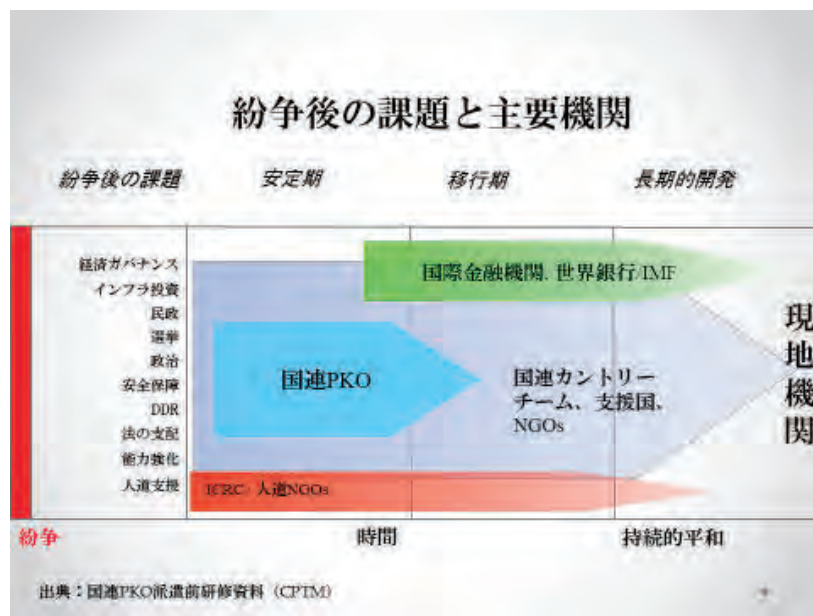 紛争後の課題と主要機関
紛争後の課題
安定期
移行期
長期的開発
経済ガバナンス
インフラ投資
民政
選挙
政治
安全保障
DDR
法の支配
能力強化
人道支援
国際金融機関, 世界銀行/IMF
国連PKO
国連カントリー
チーム、支援国、
NGOs
ICRC 人道NGOs
現地機関
紛争
時間
持続的平和
出典：国連PKO派遣前研修資料（CPTM）